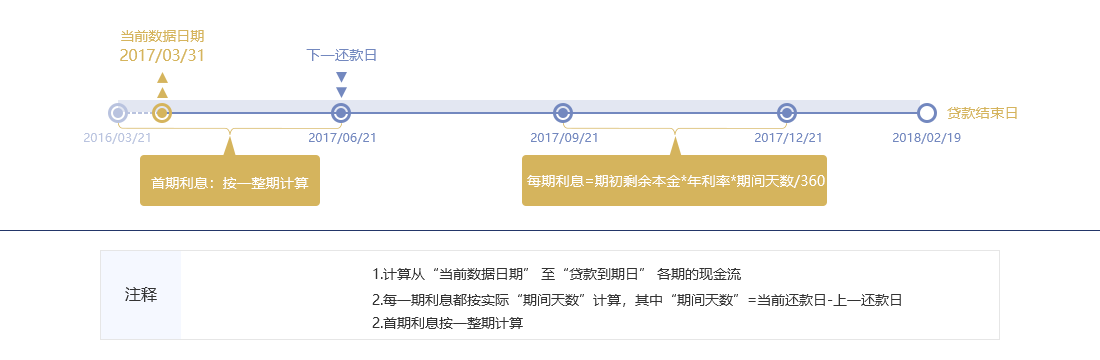 当前数据日期
2017/03/31
下一还款日
贷款结束日
2016/03/21
2017/06/21
2017/09/21
2017/12/21
2018/02/19
首期利息：按一整期计算
每期利息=期初剩余本金*年利率*期间天数/360
注释
1.计算从“当前数据日期” 至“贷款到期日” 各期的现金流
2.每一期利息都按实际“期间天数”计算，其中“期间天数”=当前还款日-上一还款日
2.首期利息按一整期计算